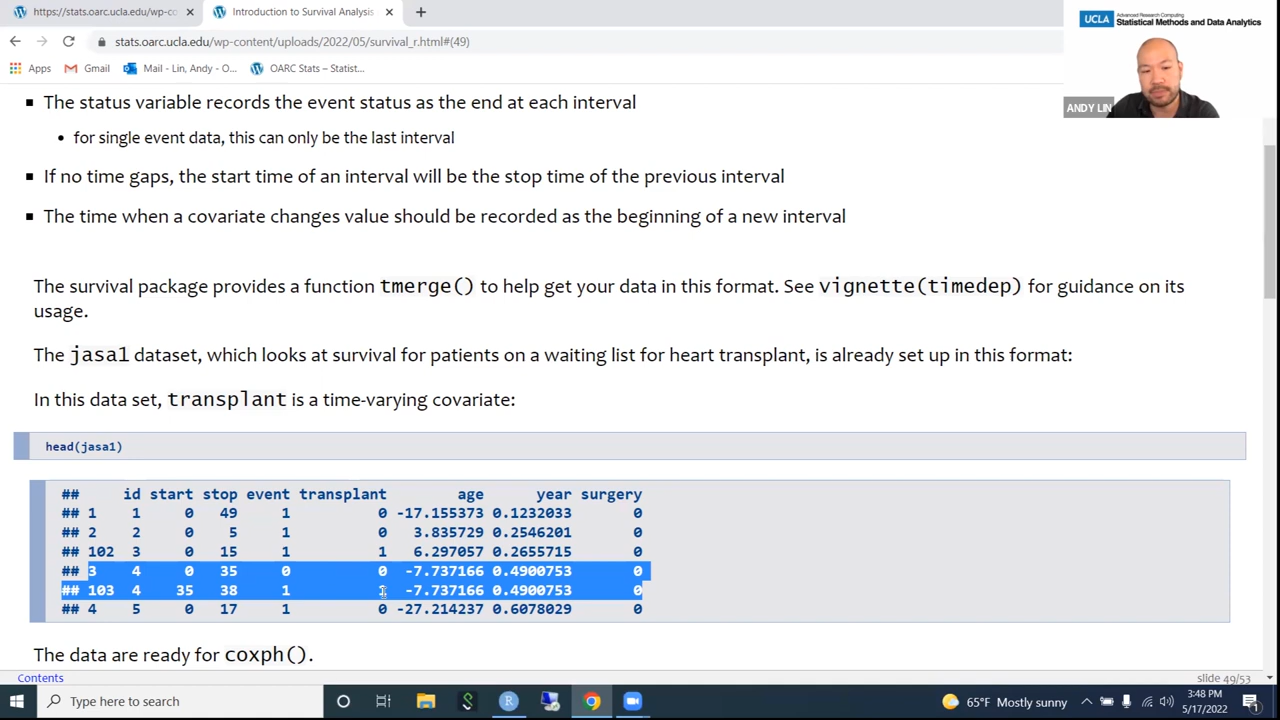 https://stats.oarc.ucla.edu/wp-co
Introduction to Survival Analysis
stats.oarc.ucla.edu/wp-content/uploads/2022/05/survival_r.html#(49)
Apps Gmail Mail - Lin, Andy - O... OARC Stats – Statist...
UCLA Advanced Research Computing
Statistical Methods and Data Analytics
ANDY LIN
The status variable records the event status as the end at each interval
for single event data, this can only be the last interval
If no time gaps, the start time of an interval will be the stop time of the previous interval
The time when a covariate changes value should be recorded as the beginning of a new interval
The survival package provides a function tmerge() to help get your data in this format. See vignette(timedep) for guidance on its
usage.
The jasa1 dataset, which looks at survival for patients on a waiting list for heart transplant, is already set up in this format:
In this data set, transplant is a time-varying covariate:
head(jasa1)
## id start stop event transplant age year surgery
## 1 1 0 49 1 0 -17.155373 0.1232033 0
## 2 2 0 5 1 0 3.835729 0.2546201 0
## 102 3 0 15 1 1 6.297057 0.2655715 0
## 3 4 0 35 0 0 -7.737166 0.4900753 0
## 103 4 35 38 1 1 -7.737166 0.4900753 0
## 4 5 0 17 1 0 -27.214237 0.6078029 0
The data are ready for coxph().
Contents
slide 49/53
Type here to search
65°F Mostly sunny
3:48 PM
5/17/2022